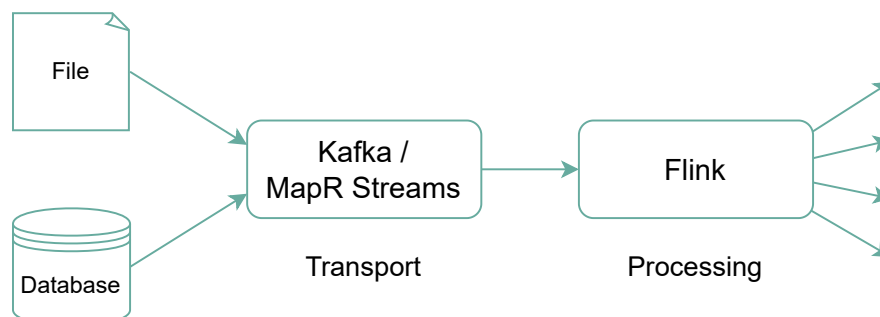 File
Kafka /
MapR Streams
Flink
Database
Transport
Processing